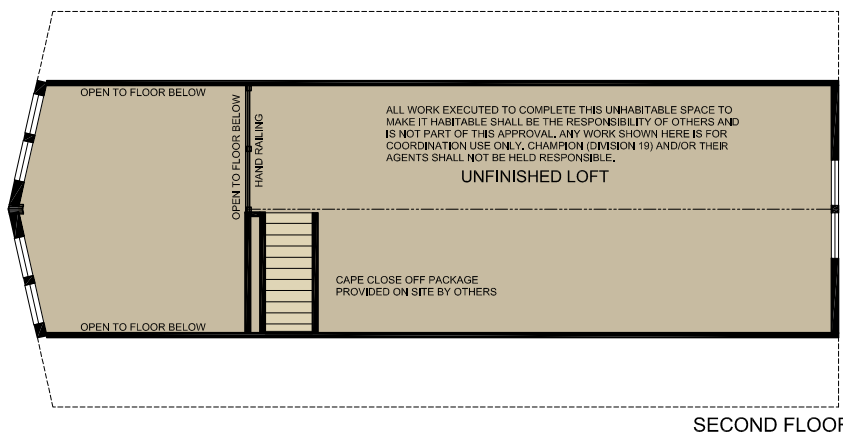 OPEN TO FLOOR BELOW
OPEN TO FLOOR BELOW
HAND RAILING
ALL WORK EXECUTED TO COMPLETE THIS UNHABITABLE SPACE TO
MAKE IT HABITABLE SHALL BE THE RESPONSIBILITY OF OTHERS AND
IS NOT PART OF THIS APPROVAL. ANY WORK SHOWN HERE IS FOR
COORDINATION USE ONLY. CHAMPION (DIVISION 19) AND/OR THEIR
AGENTS SHALL NOT BE HELD RESPONSIBLE.
UNFINISHED LOFT
CAPE CLOSE OFF PACKAGE
PROVIDED ON SITE BY OTHERS
OPEN TO FLOOR BELOW
SECOND FLOOR